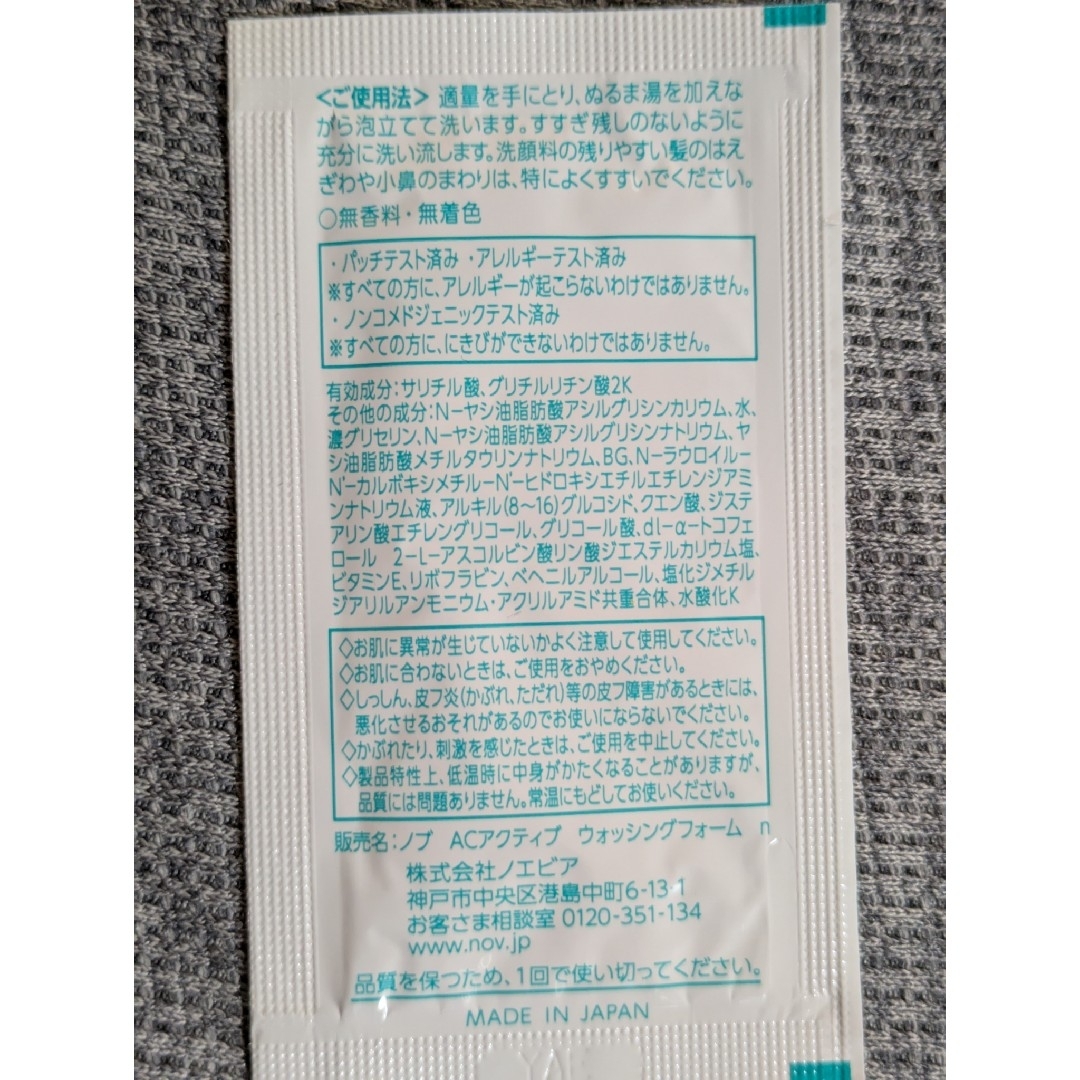 <ご使用法> 適量を手にとり、ぬるま湯を加えな
がら泡立てて洗います。すすぎ残しのないように
充分に洗い流します。洗顔料の残りやすい髪のはえ
ぎわや小鼻のまわりは、特によくすすいでください。
○無香料・無着色
・パッチテスト済み ・アレルギーテスト済み
※すべての方に、アレルギーが起こらないわけではありません。
・ノンコメドジェニックテスト済み
※すべての方に、にきびができないわけではありません。
有効成分：サリチル酸、グリチルリチン酸2K
その他の成分：N－ヤシ油脂肪酸アシルグリシンカリウム、水、
濃グリセリン、N－ヤシ油脂肪酸アシルグリシンナトリウム、ヤ
シ油脂肪酸メチルタウリンナトリウム、BG、N－ラウロイル－
N'－カルボキシメチル－N'－ヒドロキシエチルエチレンジアミ
ンナトリウム液、アルキル(8～16)グルコシド、クエン酸、ジステ
アリン酸エチレングリコール、グリコール酸、dl－α－トコフェ
ロール 2－L－アスコルビン酸リン酸ジエステルカリウム塩、
ビタミンE、リボフラビン、ベヘニルアルコール、塩化ジメチル
ジアリルアンモニウム・アクリルアミド共重合体、水酸化K
◇お肌に異常が生じていないかよく注意して使用してください。
◇お肌に合わないときは、ご使用をおやめください。
◇しっしん、皮フ炎(かぶれ、ただれ)等の皮フ障害があるときには、
悪化させるおそれがあるのでお使いにならないでください。
◇かぶれたり、刺激を感じたときは、ご使用を中止してください。
◇製品特性上、低温時に中身がかたくなることがありますが、
品質には問題ありません。常温にもどしてお使いください。
販売名：ノブ ACアクティブ ウォッシングフォーム n
株式会社ノエビア
神戸市中央区港島中町6-13-1
お客さま相談室 0120-351-134
www.nov.jp
品質を保つため、1回で使い切ってください。
MADE IN JAPAN